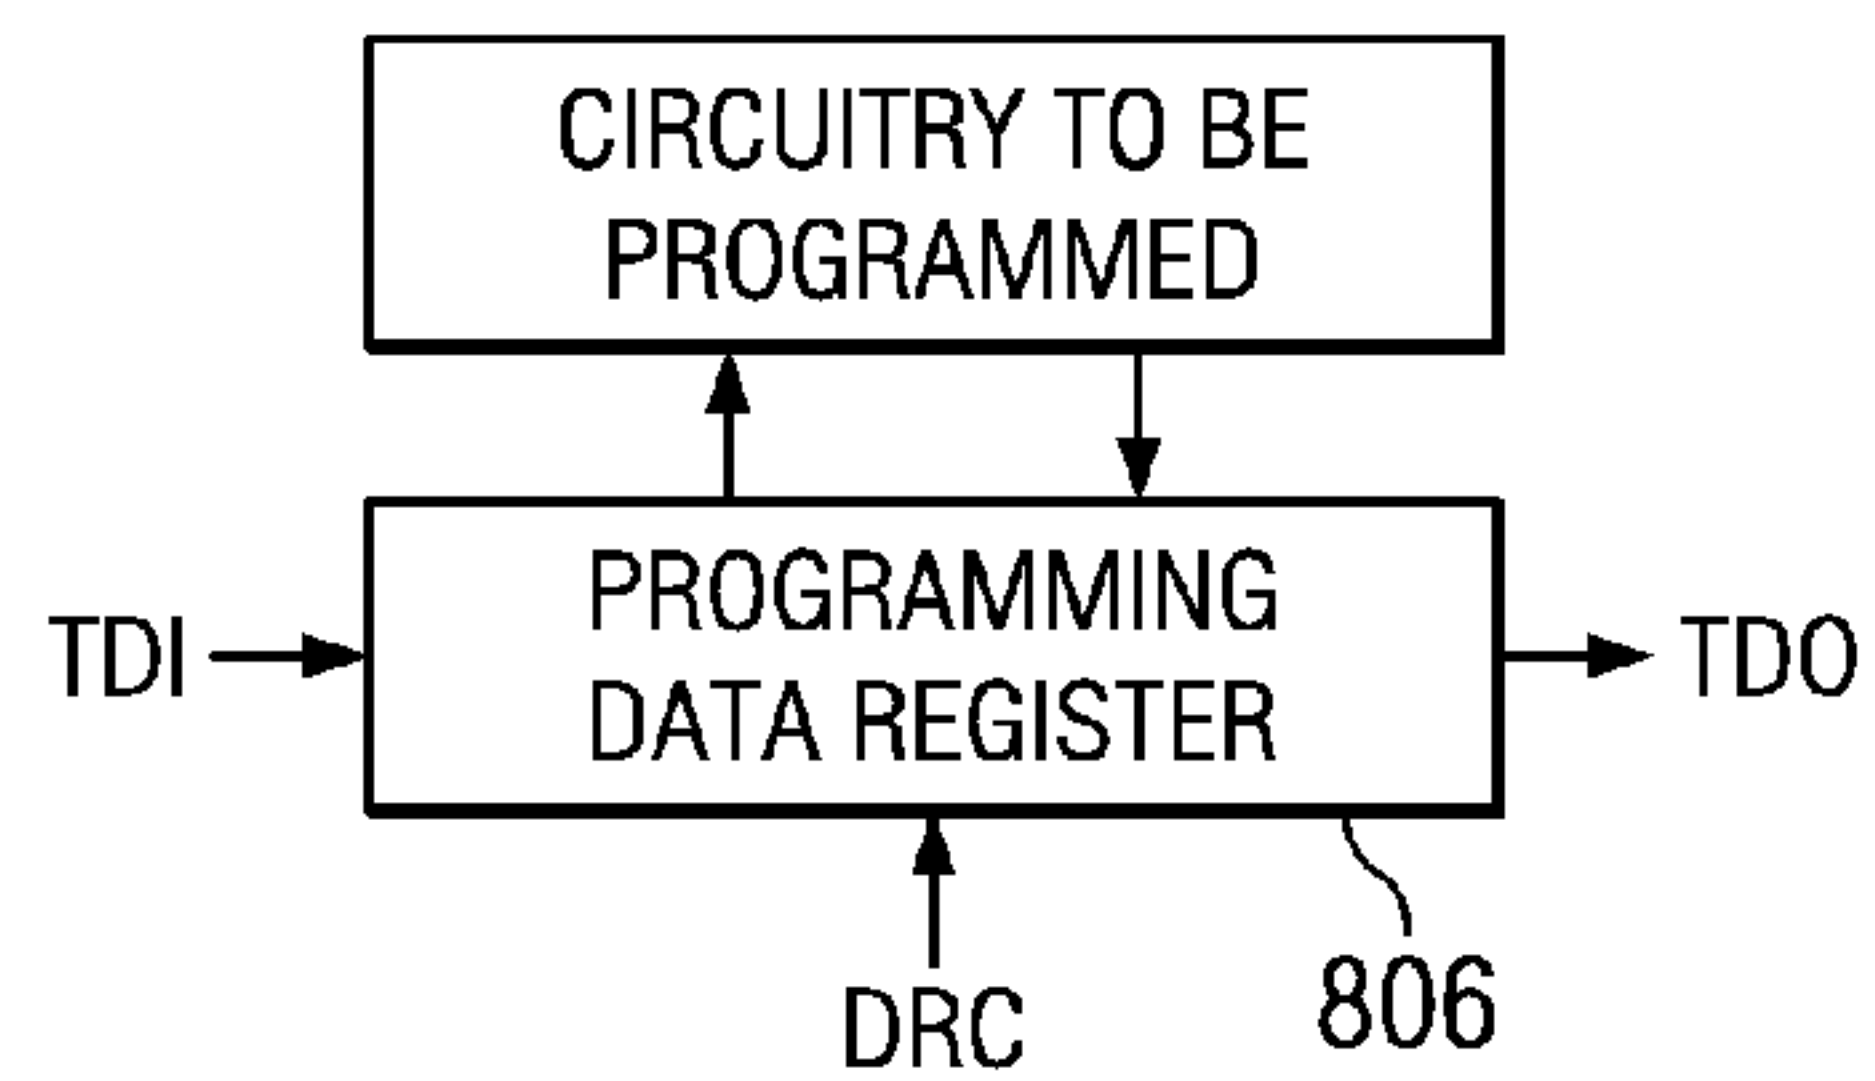 CIRCUITRY TO BE
PROGRAMMED
PROGRAMMING
DATA REGISTER
TDI
TDO
DRC
806